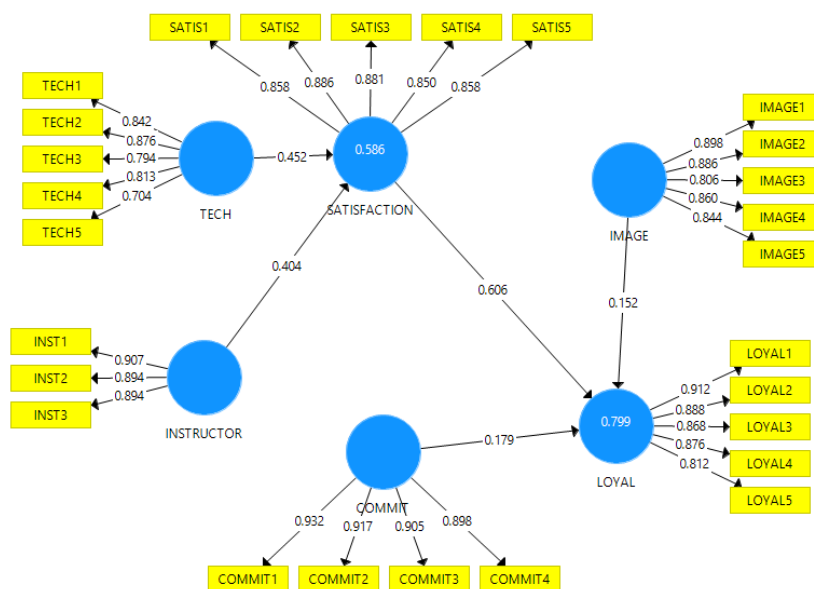 SATIS1 SATIS2 SATIS3 SATIS4 SATIS5
0.858 0.886 0.881 0.850 0.858
TECH1
TECH2
TECH3
TECH4
TECH5
0.842
0.876
0.794
0.813
0.704
TECH
0.452
0.586
SATISFACTION
IMAGE1
IMAGE2
IMAGE3
IMAGE4
IMAGE5
0.898
0.886
0.806
0.860
0.844
IMAGE
0.404
0.606
0.152
INST1
INST2
INST3
0.907
0.894
0.894
INSTRUCTOR
LOYAL1
LOYAL2
LOYAL3
LOYAL4
LOYAL5
0.912
0.888
0.868
0.876
0.812
0.799
LOYAL
0.179
COMMIT
0.932 0.917 0.905 0.898
COMMIT1 COMMIT2 COMMIT3 COMMIT4